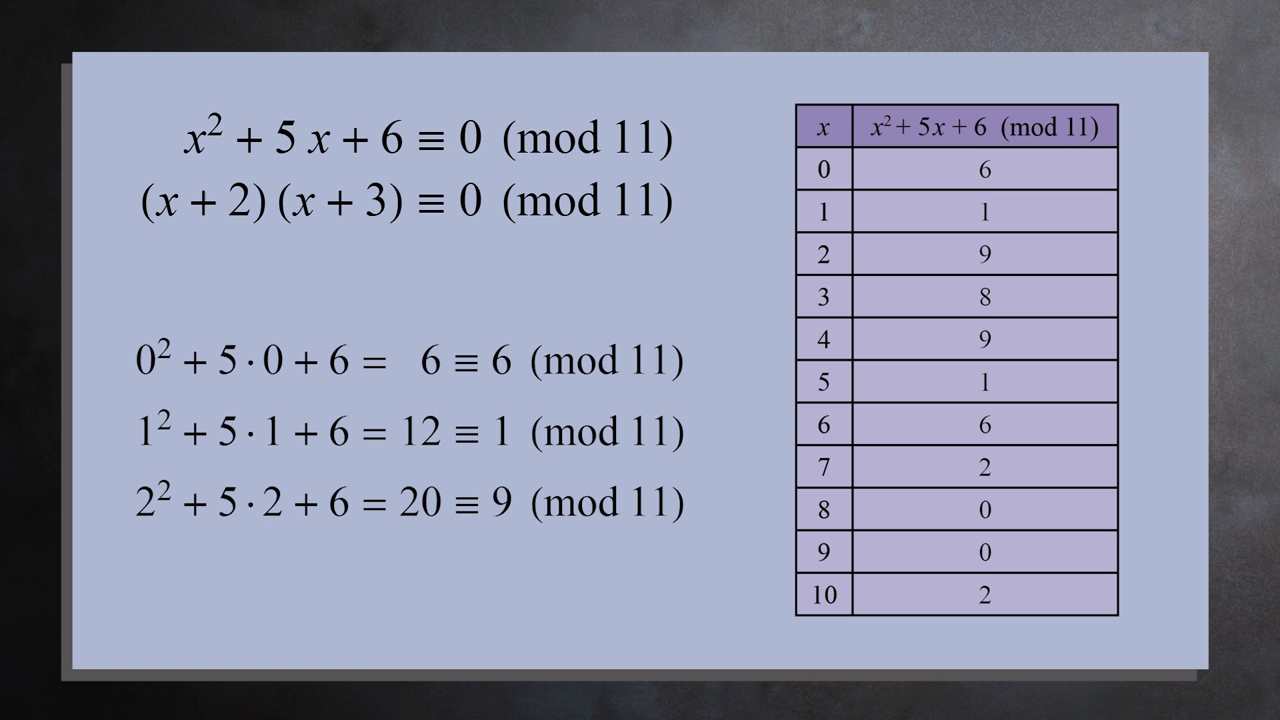 x² + 5 x + 6 ≡ 0 (mod 11)
(x + 2) (x + 3) ≡ 0 (mod 11)
0² + 5 · 0 + 6 = 6 ≡ 6 (mod 11)
1² + 5 · 1 + 6 = 12 ≡ 1 (mod 11)
2² + 5 · 2 + 6 = 20 ≡ 9 (mod 11)
x x² + 5x + 6 (mod 11)
0 6
1 1
2 9
3 8
4 9
5 1
6 6
7 2
8 0
9 0
10 2